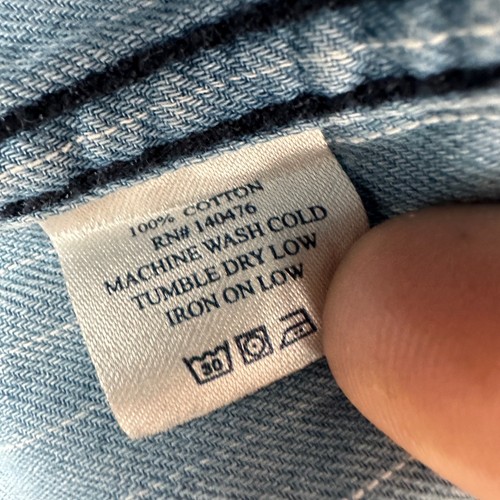 100% COTTON
RN# 140476
MACHINE WASH COLD
TUMBLE DRY LOW
IRON ON LOW
30